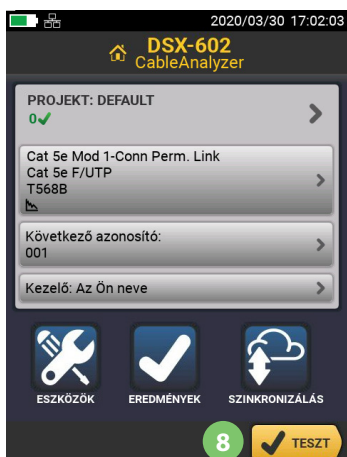 2020/03/30 17:02:03
DSX-602
CableAnalyzer
PROJEKT: DEFAULT
0
Cat 5e Mod 1-Conn Perm. Link
Cat 5e F/UTP
T568B
Következő azonosító:
001
Kezelő: Az Ön neve
ESZKÖZÖK EREDMÉNYEK SZINKRONIZÁLÁS
8 TESZT